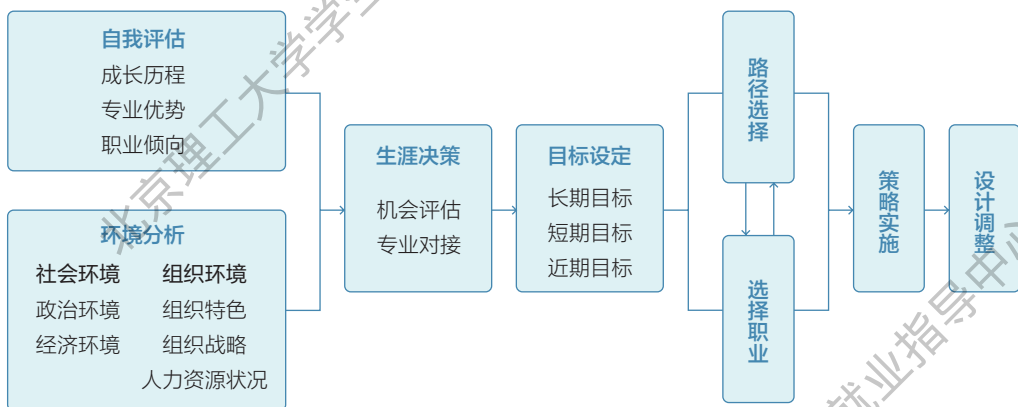 自我评估
成长历程
专业优势
职业倾向
环境分析
社会环境 组织环境
政治环境 组织特色
经济环境 组织战略
人力资源状况
生涯决策
机会评估
专业对接
目标设定
长期目标
短期目标
近期目标
路径选择
选择职业
策略实施
设计调整
北京理工大学学生
就业指导中心